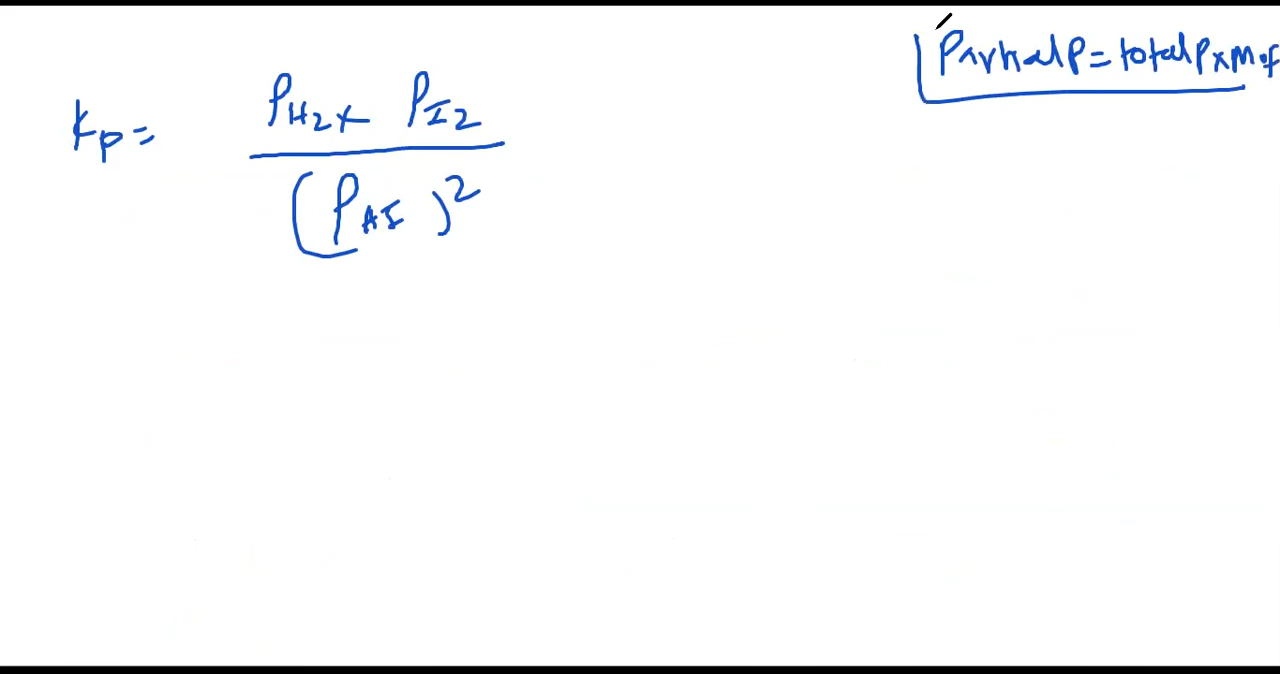 Partial P = total P x M.f
Kp = PH2 x PI2
(PHI)^2